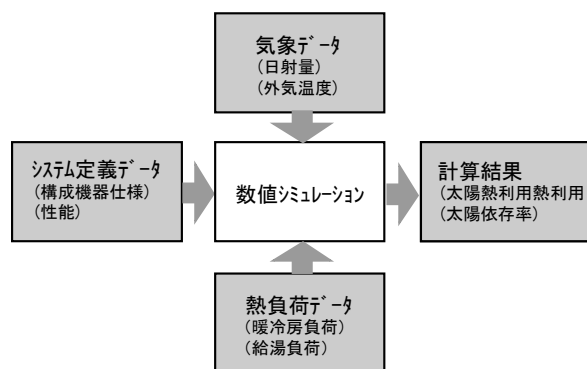 気象ﾃﾞｰﾀ
（日射量）
（外気温度）
ｼｽﾃﾑ定義ﾃﾞｰﾀ
（構成機器仕様）
（性能）
数値ｼﾐｭﾚｰｼｮﾝ
計算結果
（太陽熱利用熱利用
（太陽依存率）
熱負荷ﾃﾞｰﾀ
（暖冷房負荷）
（給湯負荷）